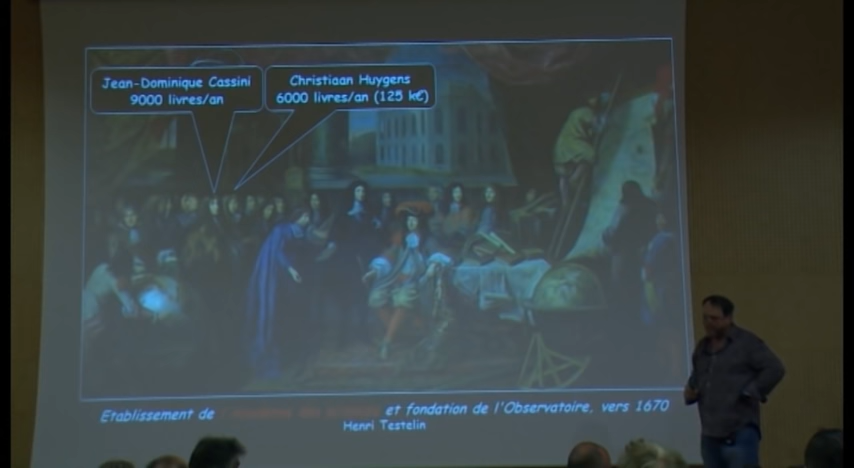 Jean-Dominique Cassini
9000 livres/an
Christiaan Huygens
6000 livres/an (125 k€)
Etablissement de et fondation de l'Observatoire, vers 1670
Henri Testelin